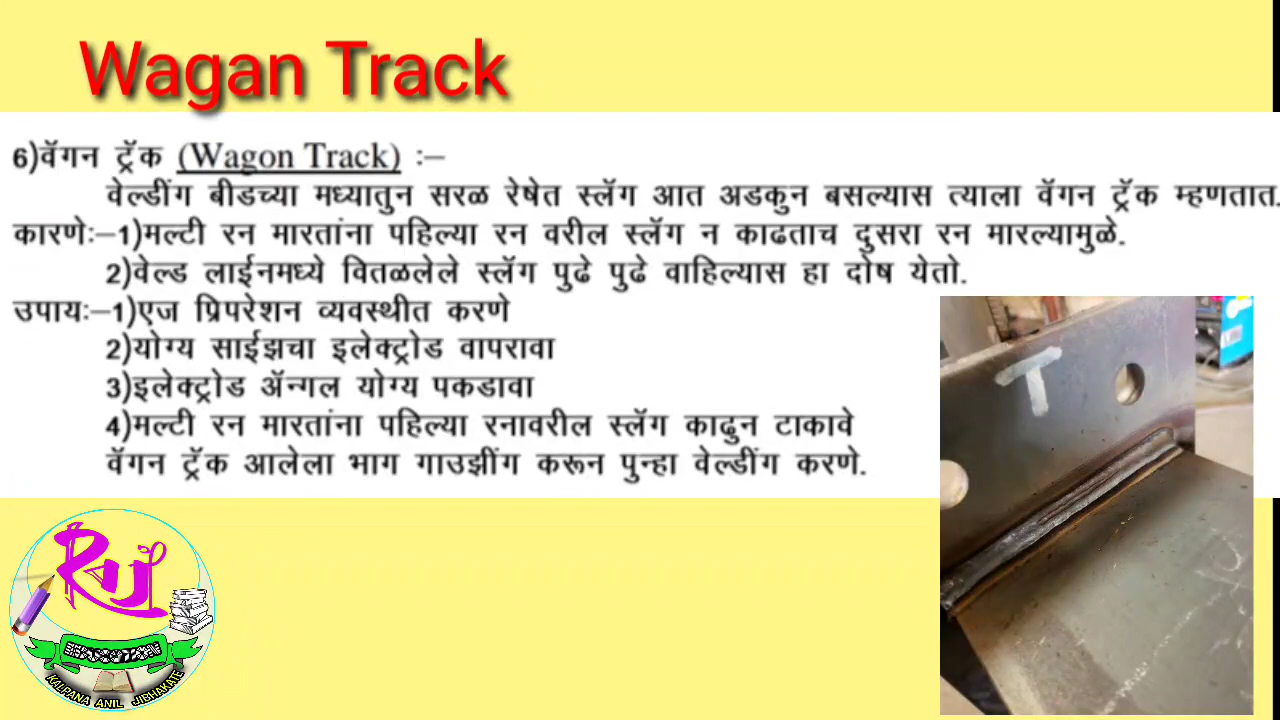 Wagan Track
6)वॅगन ट्रॅक (Wagon Track) :–
वेल्डींग बीडच्या मध्यातुन सरळ रेषेत स्लॅग आत अडकुन बसल्यास त्याला वॅगन ट्रॅक म्हणतात.
कारणे:–1)मल्टी रन मारतांना पहिल्या रन वरील स्लॅग न काढताच दुसरा रन मारल्यामुळे.
2)वेल्ड लाईनमध्ये वितळलेले स्लॅग पुढे पुढे वाहिल्यास हा दोष येतो.
उपाय:–1)एज प्रिपरेशन व्यवस्थीत करणे
2)योग्य साईझचा इलेक्ट्रोड वापरावा
3)इलेक्ट्रोड ॲन्गल योग्य पकडावा
4)मल्टी रन मारतांना पहिल्या रनावरील स्लॅग काढुन टाकावे
वॅगन ट्रॅक आलेला भाग गाउझींग करून पुन्हा वेल्डींग करणे.
T
EDUCATION
KALPANA ANIL JIBHAKATE